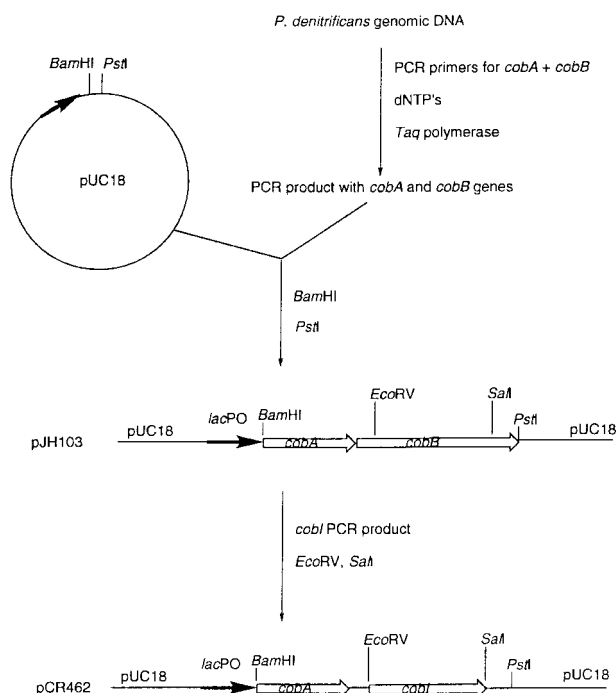 P. denitrificans genomic DNA
BamHI PstI
PCR primers for cobA + cobB
dNTP's
Taq polymerase
pUC18
PCR product with cobA and cobB genes
BamHI
PstI
EcoRV SalI
lacPO BamHI PstI
pJH103 pUC18 cobA cobB pUC18
cobI PCR product
EcoRV, SalI
EcoRV SalI
lacPO BamHI PstI
pCR462 pUC18 cobA cobI pUC18